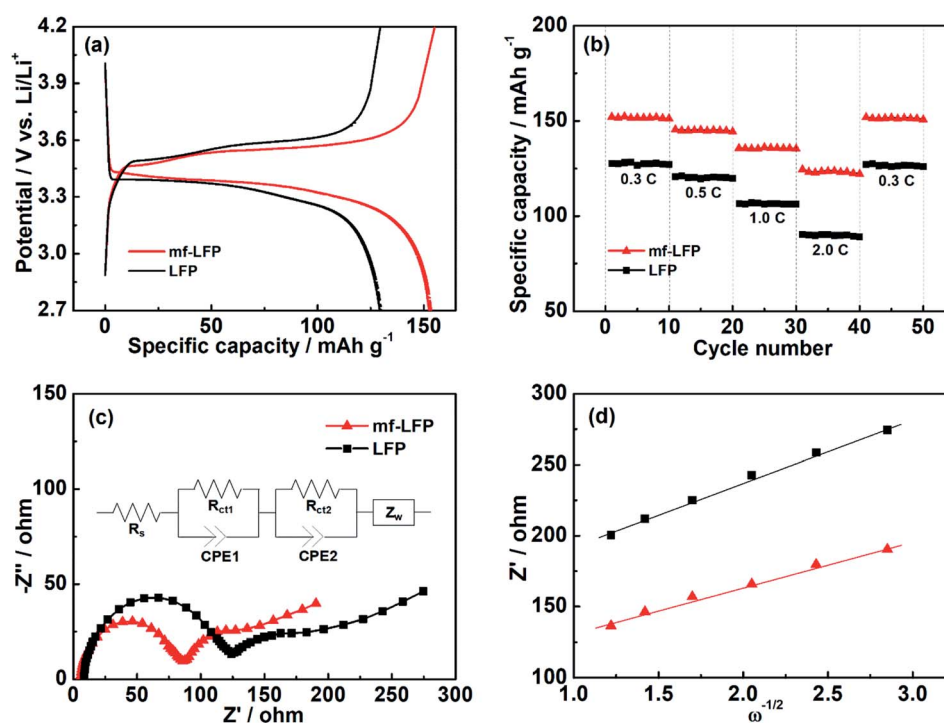 (a)
4.2
3.9
3.6
3.3
3.0
2.7
Potential / V vs. Li/Li⁺
mf-LFP
LFP
0 50 100 150
Specific capacity / mAh g⁻¹
(b)
200
150
100
50
Specific capacity / mAh g⁻¹
0.3 C
0.5 C
1.0 C
2.0 C
0.3 C
mf-LFP
LFP
0 10 20 30 40 50
Cycle number
(c)
150
100
50
0
-Z'' / ohm
mf-LFP
LFP
Rct1
Rct2
Rs
Zw
CPE1
CPE2
0 50 100 150 200 250 300
Z' / ohm
(d)
300
250
200
150
100
Z' / ohm
1.0 1.5 2.0 2.5 3.0
ω⁻¹/²